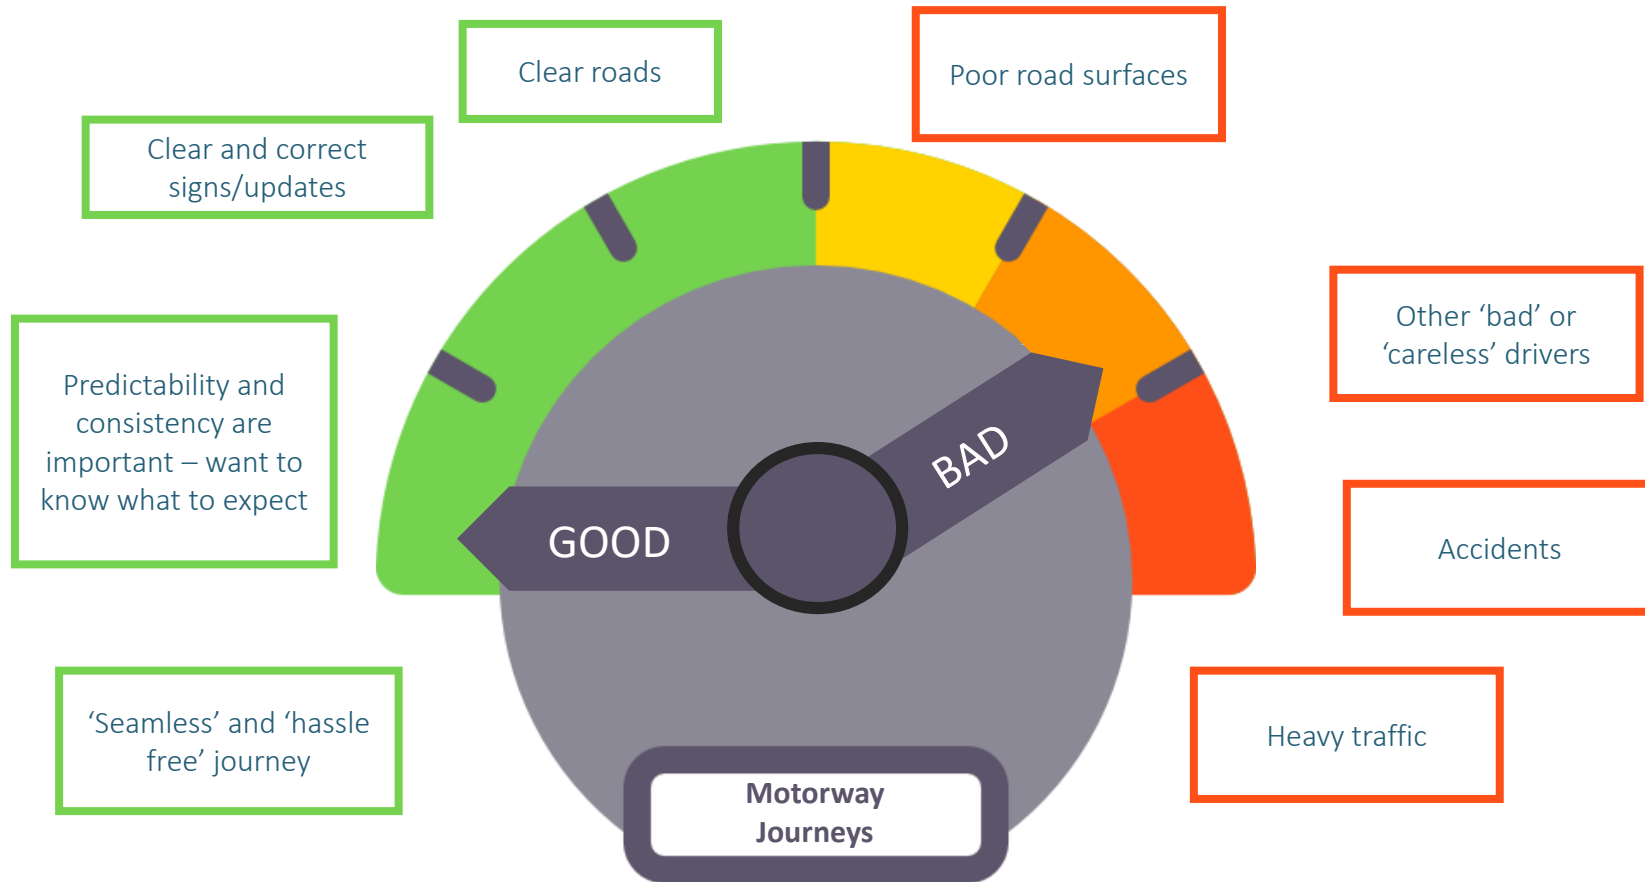 Clear roads
Poor road surfaces
Clear and correct
signs/updates
Other ‘bad’ or
‘careless’ drivers
Predictability and
consistency are
important – want to
know what to expect
BAD
GOOD
Accidents
‘Seamless’ and ‘hassle
free’ journey
Heavy traffic
Motorway
Journeys